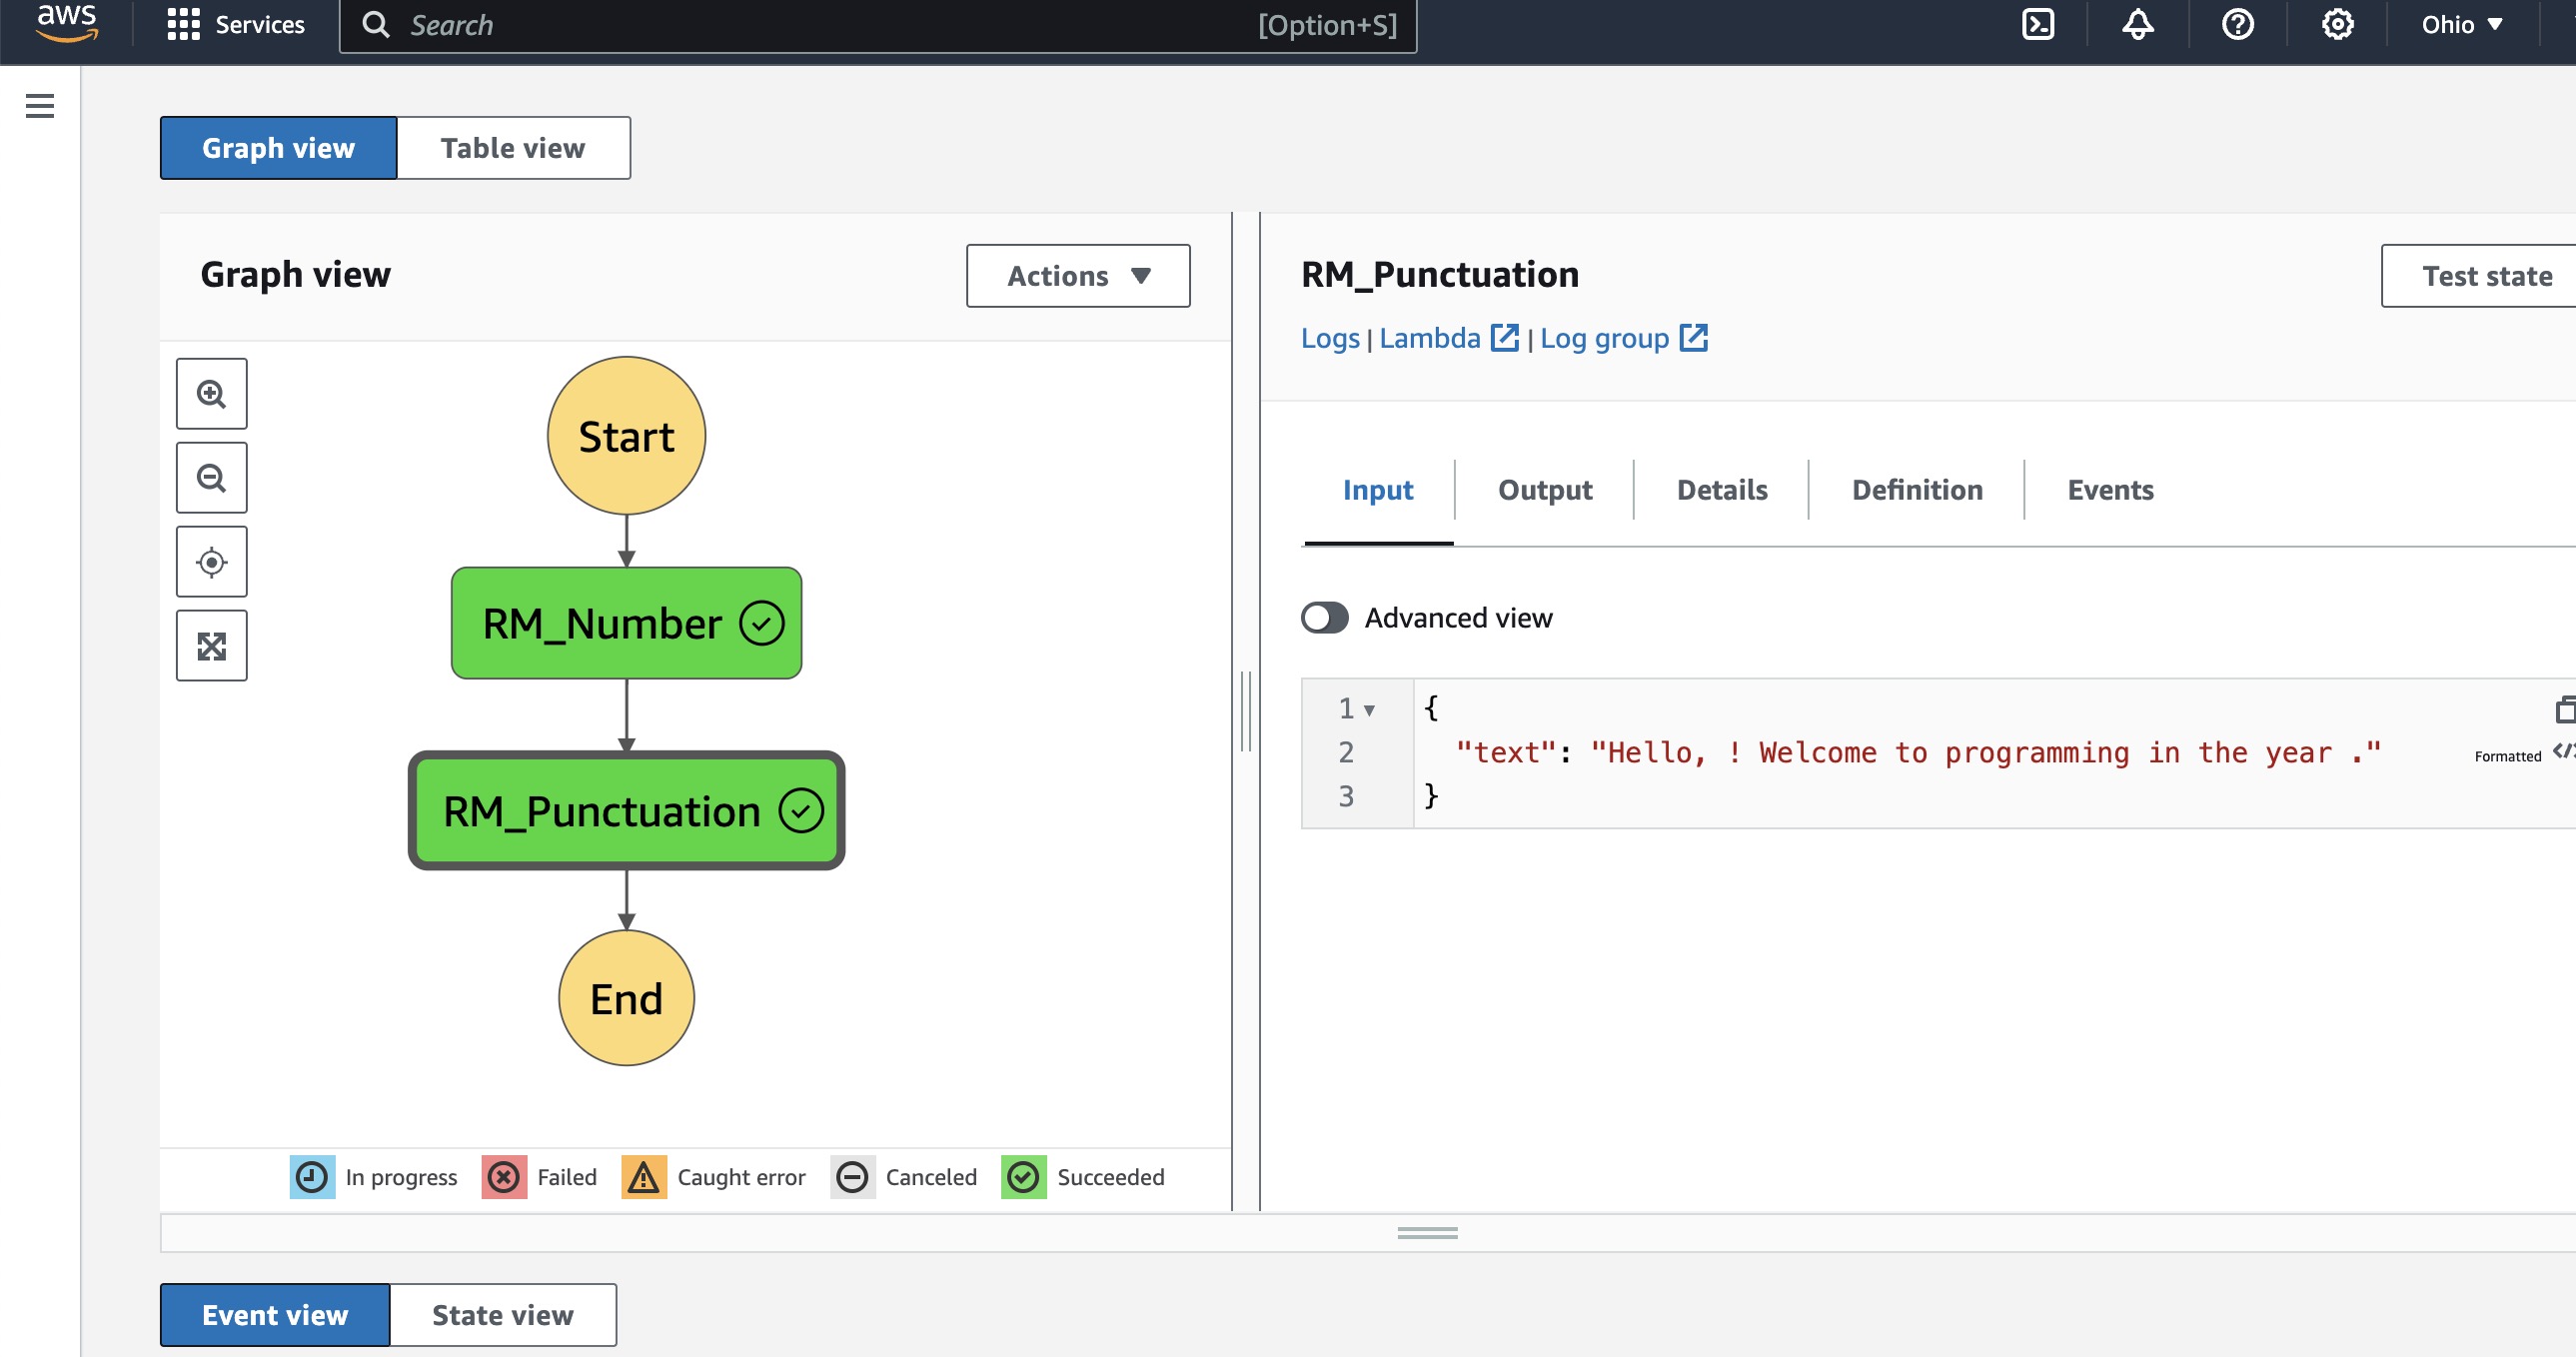 aws
Services
Search
[Option+S]
Ohio
Graph view
Table view
Graph view
Actions
Start
RM_Number
RM_Punctuation
End
In progress
Failed
Caught error
Canceled
Succeeded
RM_Punctuation
Test state
Logs | Lambda | Log group
Input
Output
Details
Definition
Events
Advanced view
1 {
2 "text": "Hello, ! Welcome to programming in the year ."
Formatted
3 }
Event view
State view